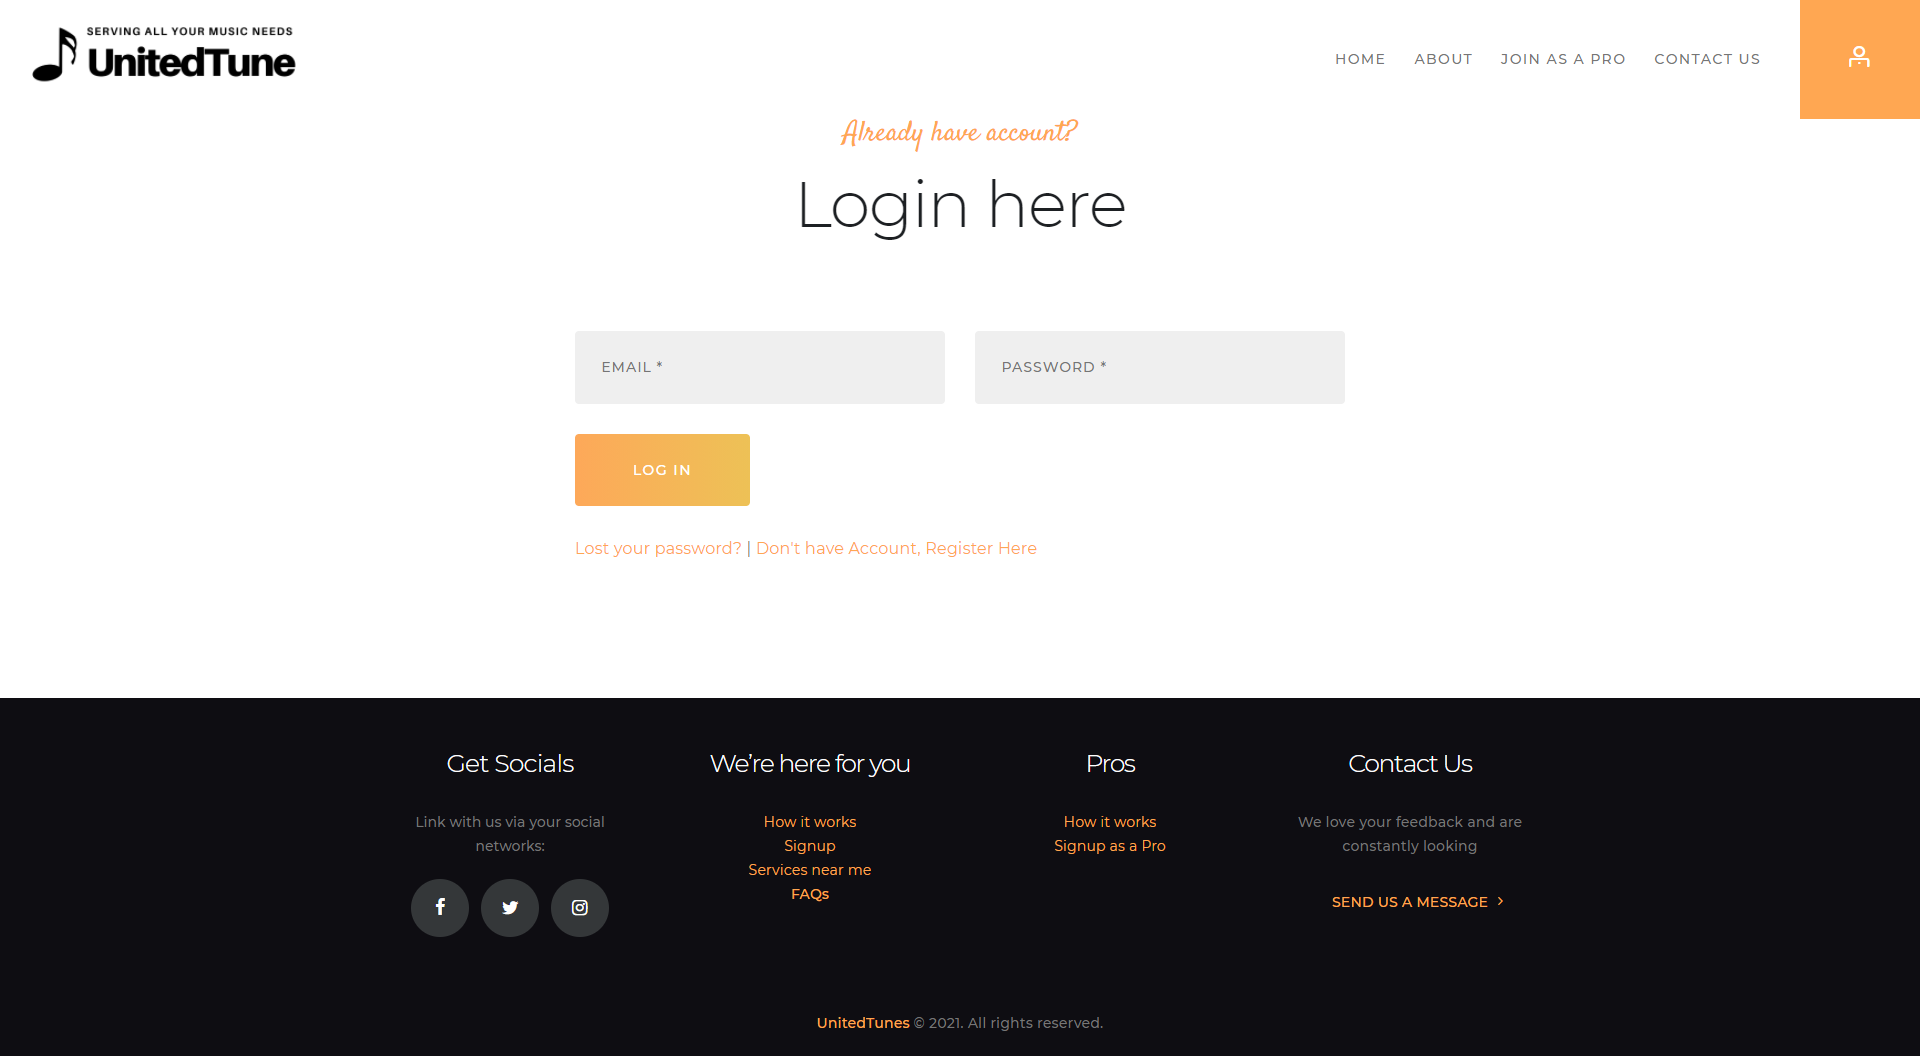 SERVING ALL YOUR MUSIC NEEDS
UnitedTune
HOME ABOUT JOIN AS A PRO CONTACT US
Already have account?
Login here
EMAIL * PASSWORD *
LOG IN
Lost your password? | Don't have Account, Register Here
Get Socials
Link with us via your social
networks:
We’re here for you
How it works
Signup
Services near me
FAQs
Pros
How it works
Signup as a Pro
Contact Us
We love your feedback and are
constantly looking
SEND US A MESSAGE
UnitedTunes © 2021. All rights reserved.